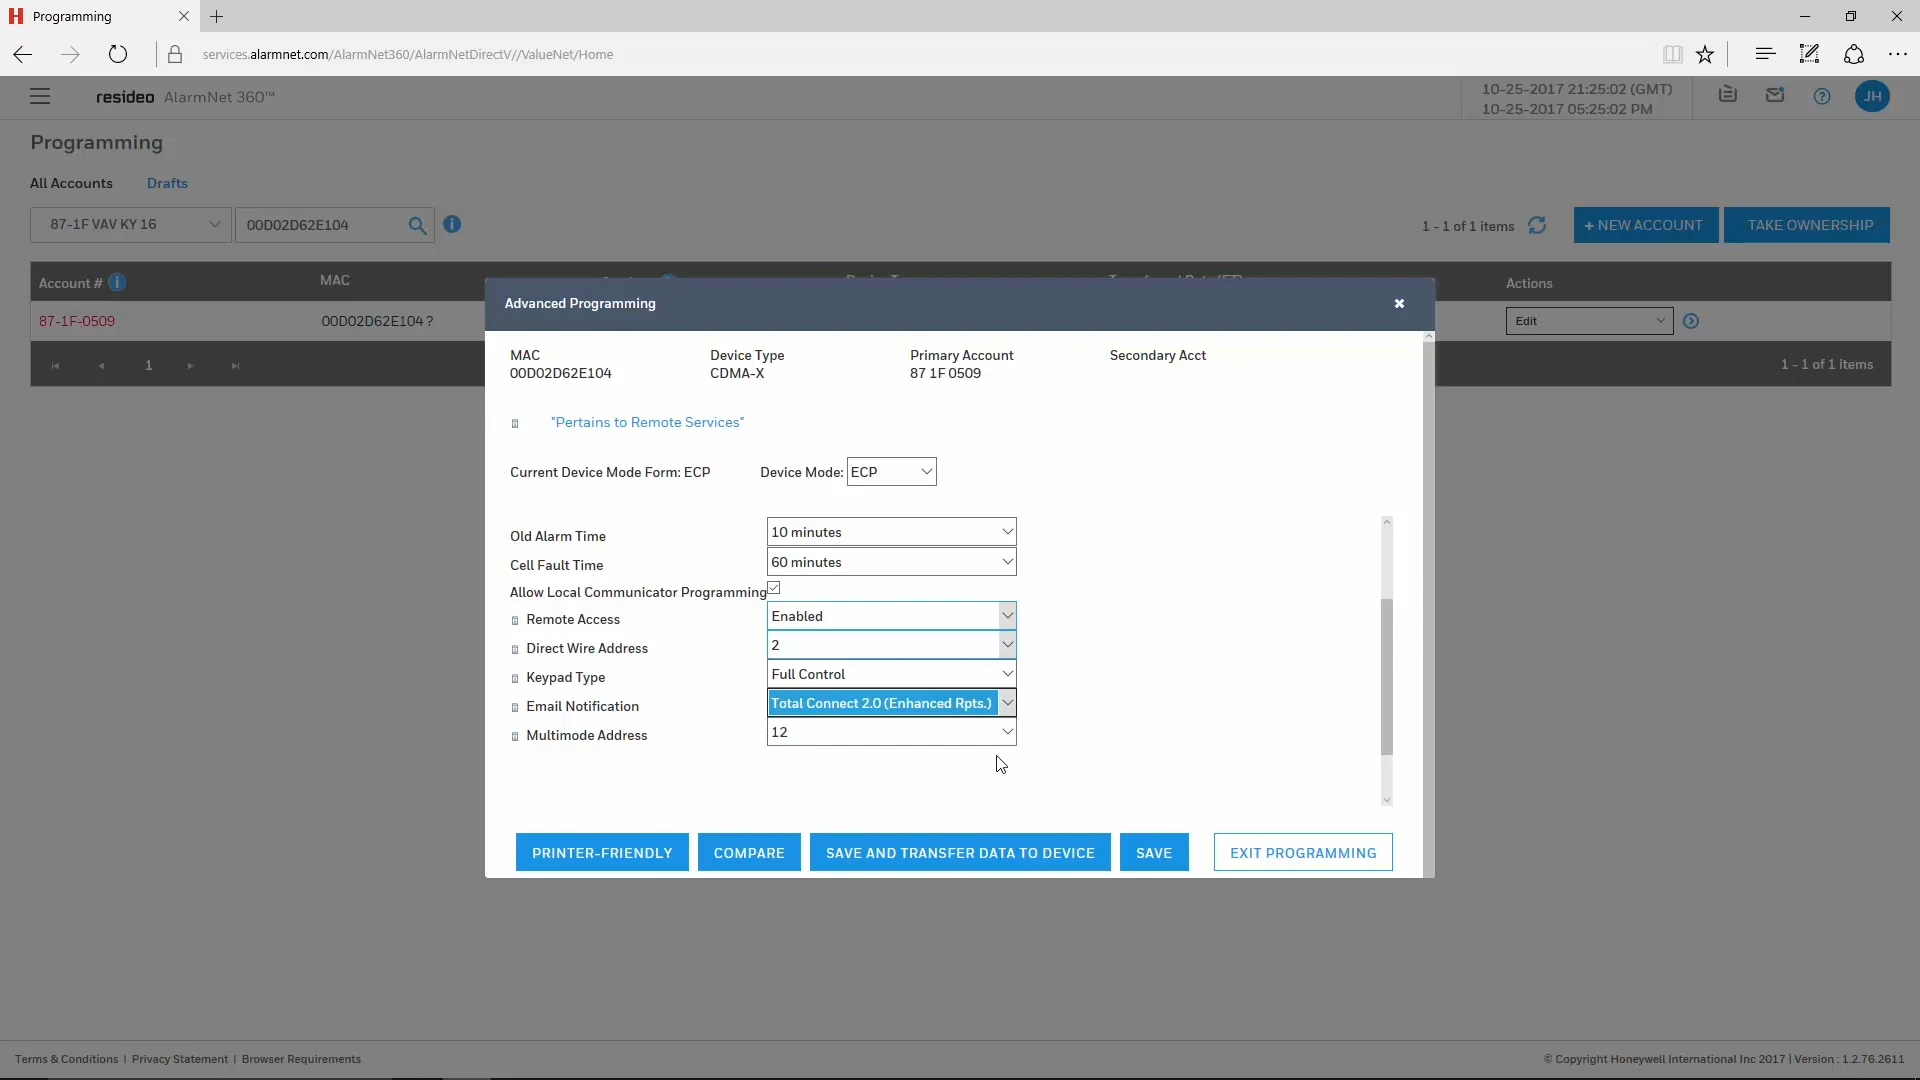 Programming
services.alarmnet.com/AlarmNet360/AlarmNetDirectV//ValueNet/Home
resideo AlarmNet 360™
10-25-2017 21:25:02 (GMT)
10-25-2017 05:25:02 PM
JH
Programming
All Accounts Drafts
87-1F VAV KY 16 00D02D62E104
1 - 1 of 1 items + NEW ACCOUNT TAKE OWNERSHIP
Account # MAC Actions
87-1F-0509 00D02D62E104 ? Edit
1 1 - 1 of 1 items
Advanced Programming
MAC Device Type Primary Account Secondary Acct
00D02D62E104 CDMA-X 87 1F 0509
"Pertains to Remote Services"
Current Device Mode Form: ECP Device Mode: ECP
Old Alarm Time 10 minutes
Cell Fault Time 60 minutes
Allow Local Communicator Programming
Remote Access Enabled
Direct Wire Address 2
Keypad Type Full Control
Email Notification Total Connect 2.0 (Enhanced Rpts.)
Multimode Address 12
PRINTER-FRIENDLY COMPARE SAVE AND TRANSFER DATA TO DEVICE SAVE EXIT PROGRAMMING
Terms & Conditions | Privacy Statement | Browser Requirements
© Copyright Honeywell International Inc 2017 | Version : 1.2.76.2611